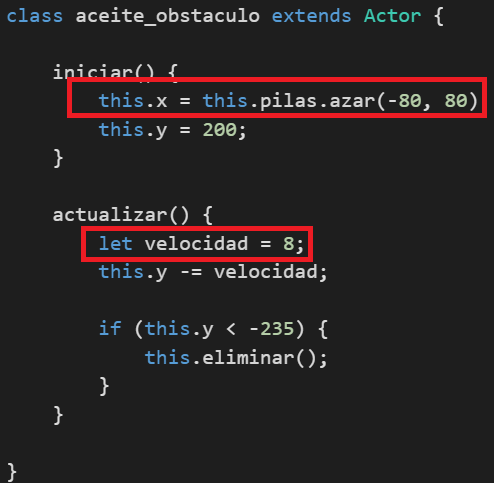 class aceite_obstaculo extends Actor {
iniciar() {
this.x = this.pilas.azar(-80, 80)
this.y = 200;
}
actualizar() {
let velocidad = 8;
this.y -= velocidad;
if (this.y < -235) {
this.eliminar();
}
}
}